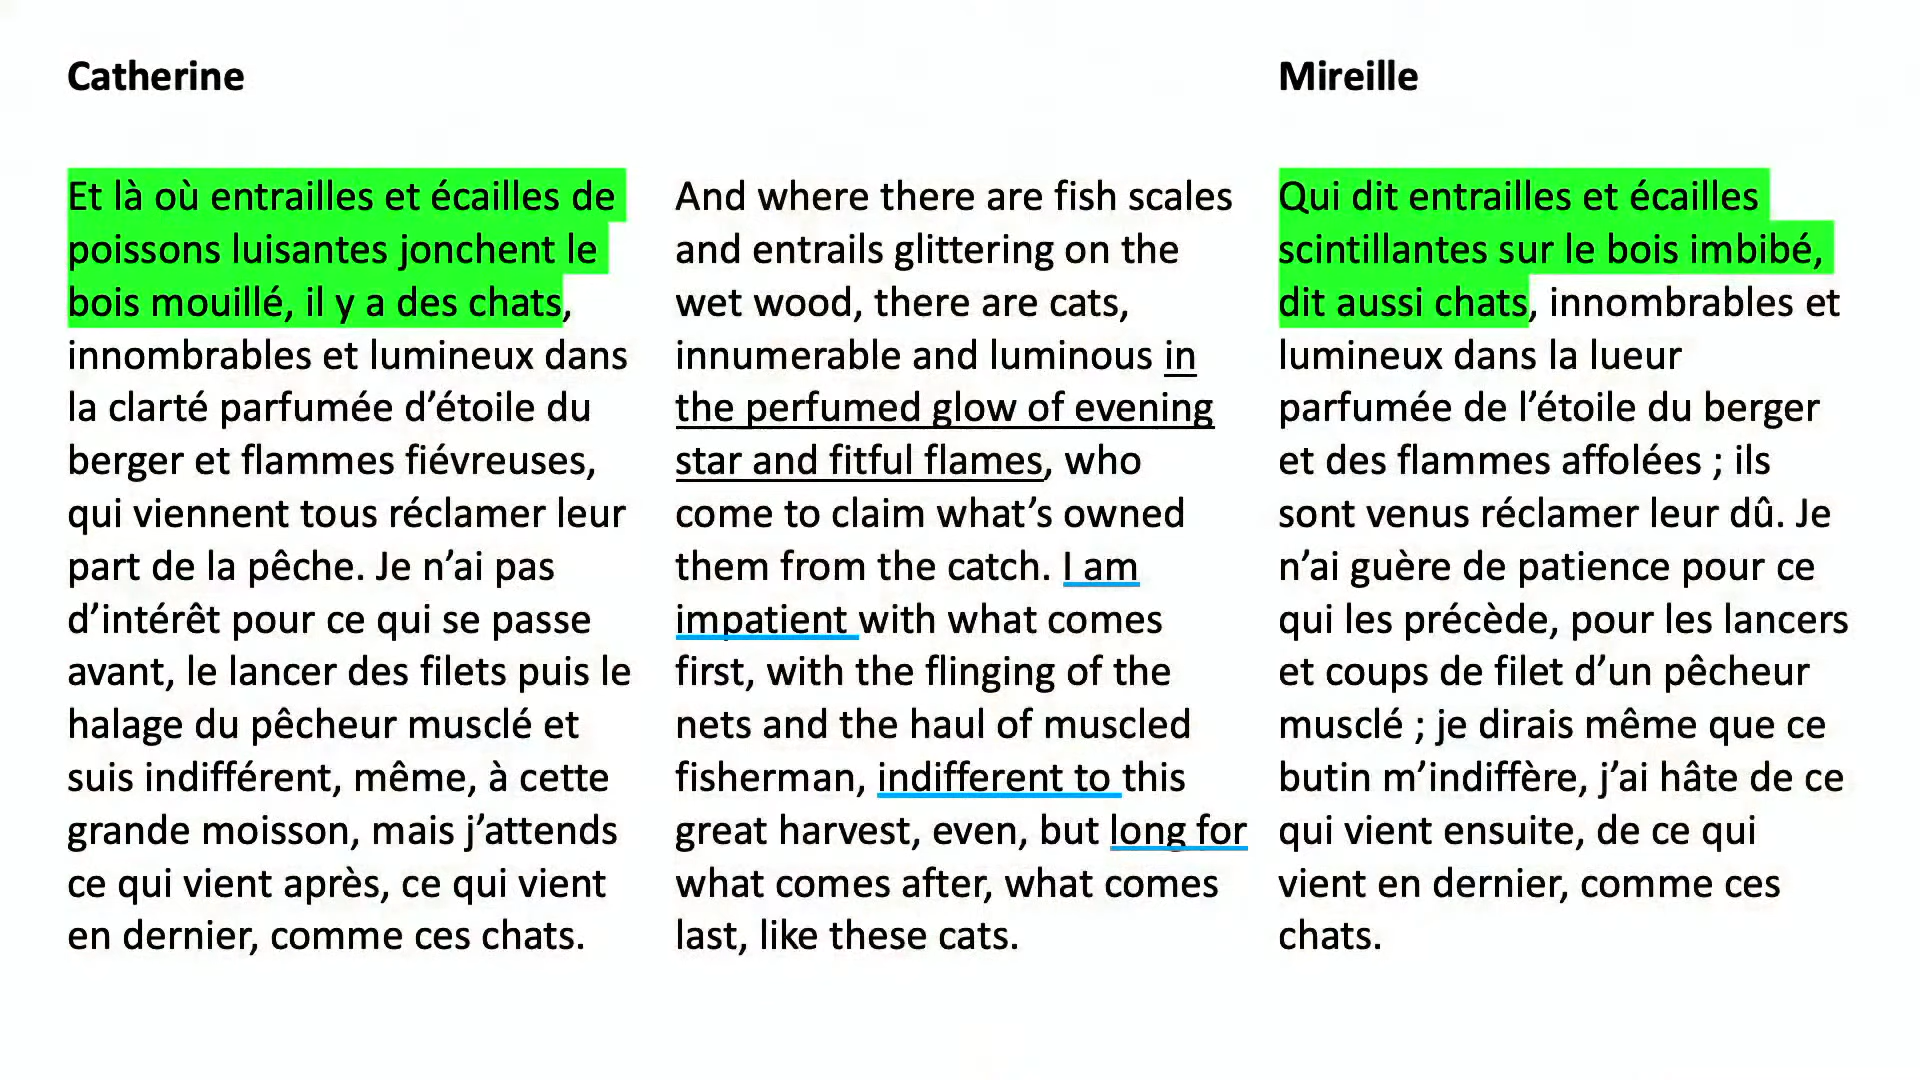 Catherine
Et là où entrailles et écailles de
poissons luisantes jonchent le
bois mouillé, il y a des chats,
innombrables et lumineux dans
la clarté parfumée d’étoile du
berger et flammes fiévreuses,
qui viennent tous réclamer leur
part de la pêche. Je n’ai pas
d’intérêt pour ce qui se passe
avant, le lancer des filets puis le
halage du pêcheur musclé et
suis indifférent, même, à cette
grande moisson, mais j’attends
ce qui vient après, ce qui vient
en dernier, comme ces chats.
And where there are fish scales
and entrails glittering on the
wet wood, there are cats,
innumerable and luminous in
the perfumed glow of evening
star and fitful flames, who
come to claim what’s owned
them from the catch. I am
impatient with what comes
first, with the flinging of the
nets and the haul of muscled
fisherman, indifferent to this
great harvest, even, but long for
what comes after, what comes
last, like these cats.
Mireille
Qui dit entrailles et écailles
scintillantes sur le bois imbibé,
dit aussi chats, innombrables et
lumineux dans la lueur
parfumée de l’étoile du berger
et des flammes affolées ; ils
sont venus réclamer leur dû. Je
n’ai guère de patience pour ce
qui les précède, pour les lancers
et coups de filet d’un pêcheur
musclé ; je dirais même que ce
butin m’indiffère, j’ai hâte de ce
qui vient ensuite, de ce qui
vient en dernier, comme ces
chats.